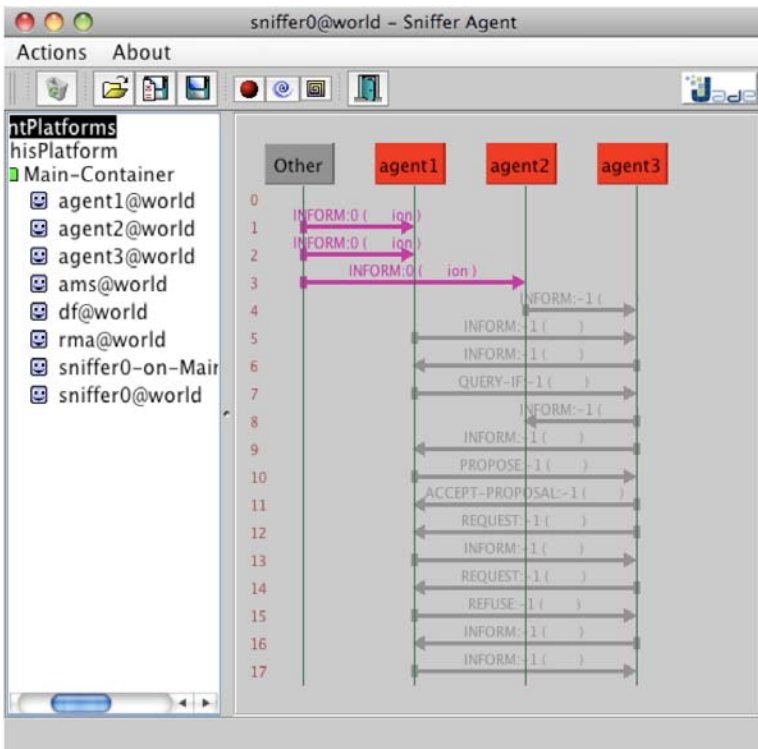 sniffer0@world – Sniffer Agent
Actions About
Jade
ntPlatforms
hisPlatform
Main-Container
agent1@world
agent2@world
agent3@world
ams@world
df@world
rma@world
sniffer0-on-Mair
sniffer0@world
Other agent1 agent2 agent3
0
1 INFORM:0 ( ion )
2 INFORM:0 ( ion )
3 INFORM:0 ( ion )
4 INFORM:-1 (
5 INFORM:-1 ( )
6 INFORM:-1 ( )
7 QUERY-IF:-1 ( )
8 INFORM:-1 (
9 INFORM:-1 ( )
10 PROPOSE:-1 ( )
11 ACCEPT-PROPOSAL:-1 ( )
12 REQUEST:-1 ( )
13 INFORM:-1 ( )
14 REQUEST:-1 ( )
15 REFUSE:-1 ( )
16 INFORM:-1 ( )
17 INFORM:-1 ( )